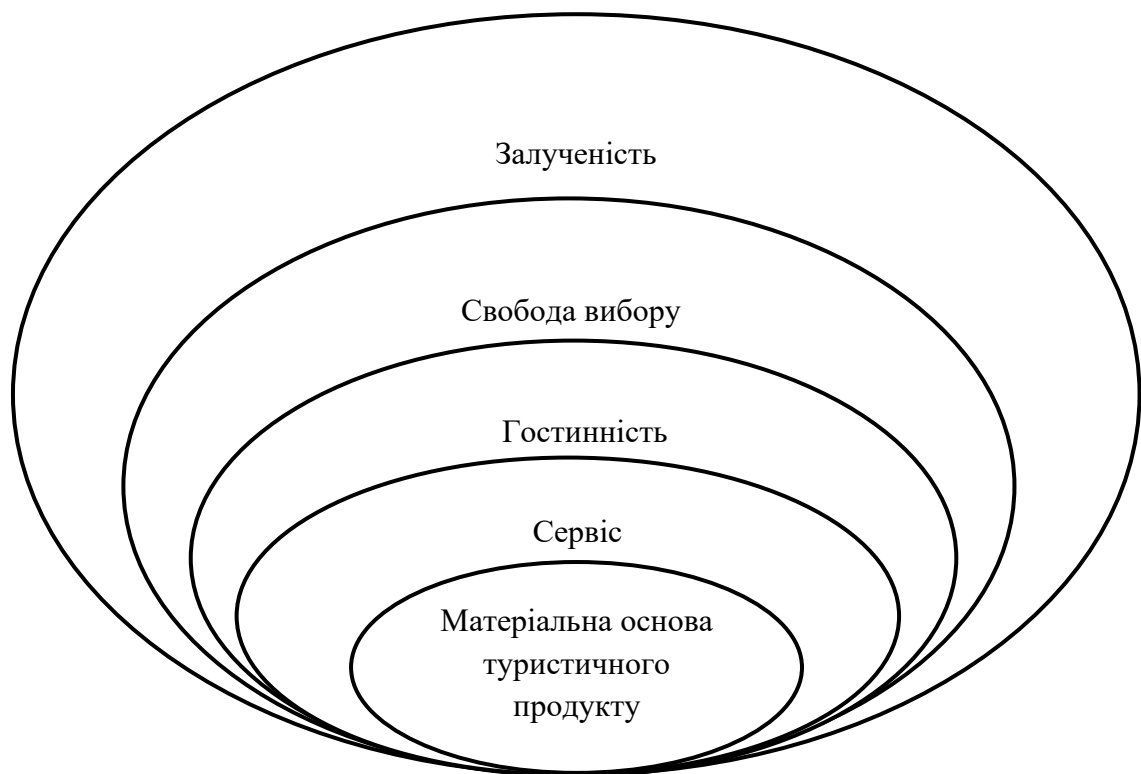 Залученість
Свобода вибору
Гостинність
Сервіс
Матеріальна основа
туристичного
продукту